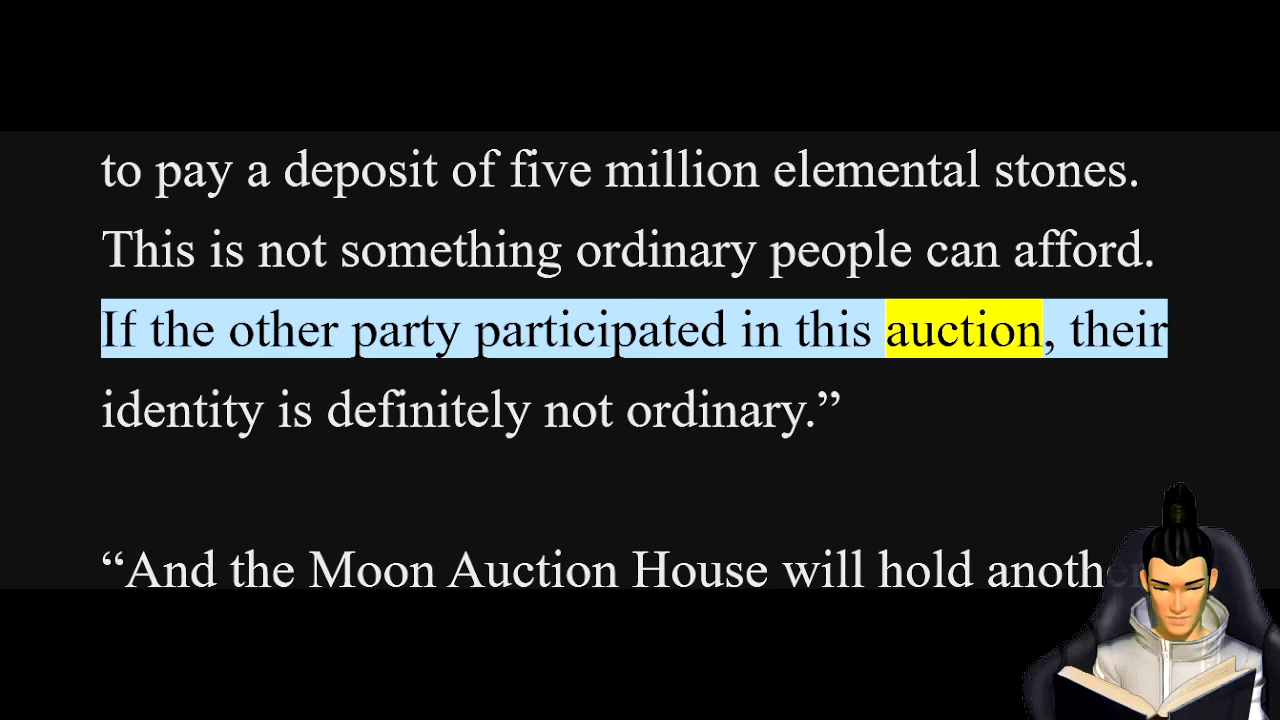 to pay a deposit of five million elemental stones.
This is not something ordinary people can afford.
If the other party participated in this auction, their
identity is definitely not ordinary.”
“And the Moon Auction House will hold another